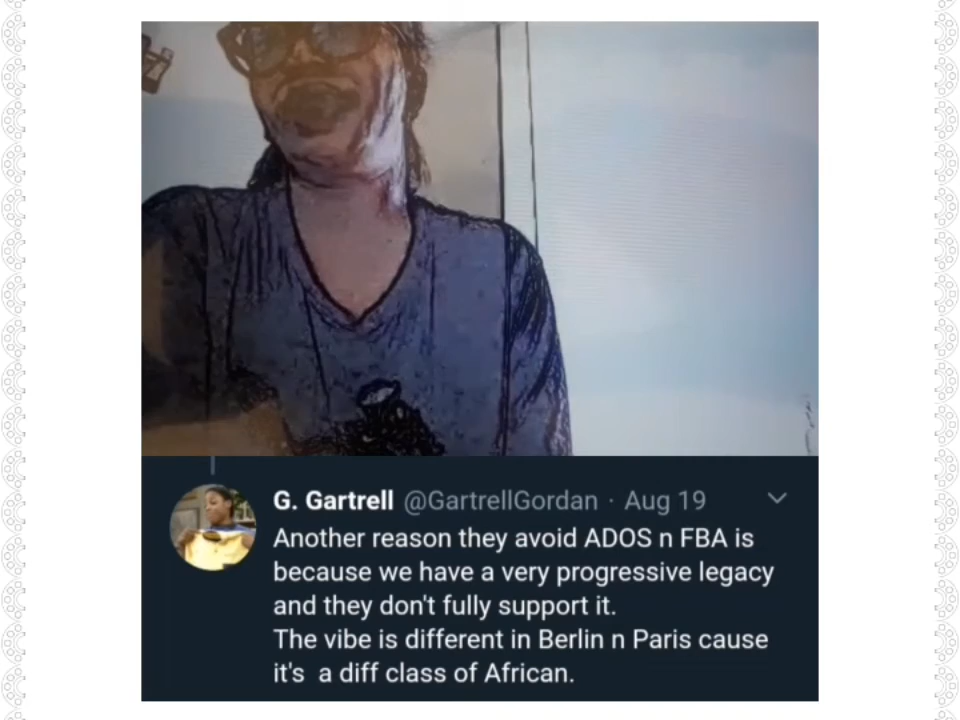 G. Gartrell @GartrellGordan · Aug 19
Another reason they avoid ADOS n FBA is
because we have a very progressive legacy
and they don't fully support it.
The vibe is different in Berlin n Paris cause
it's a diff class of African.